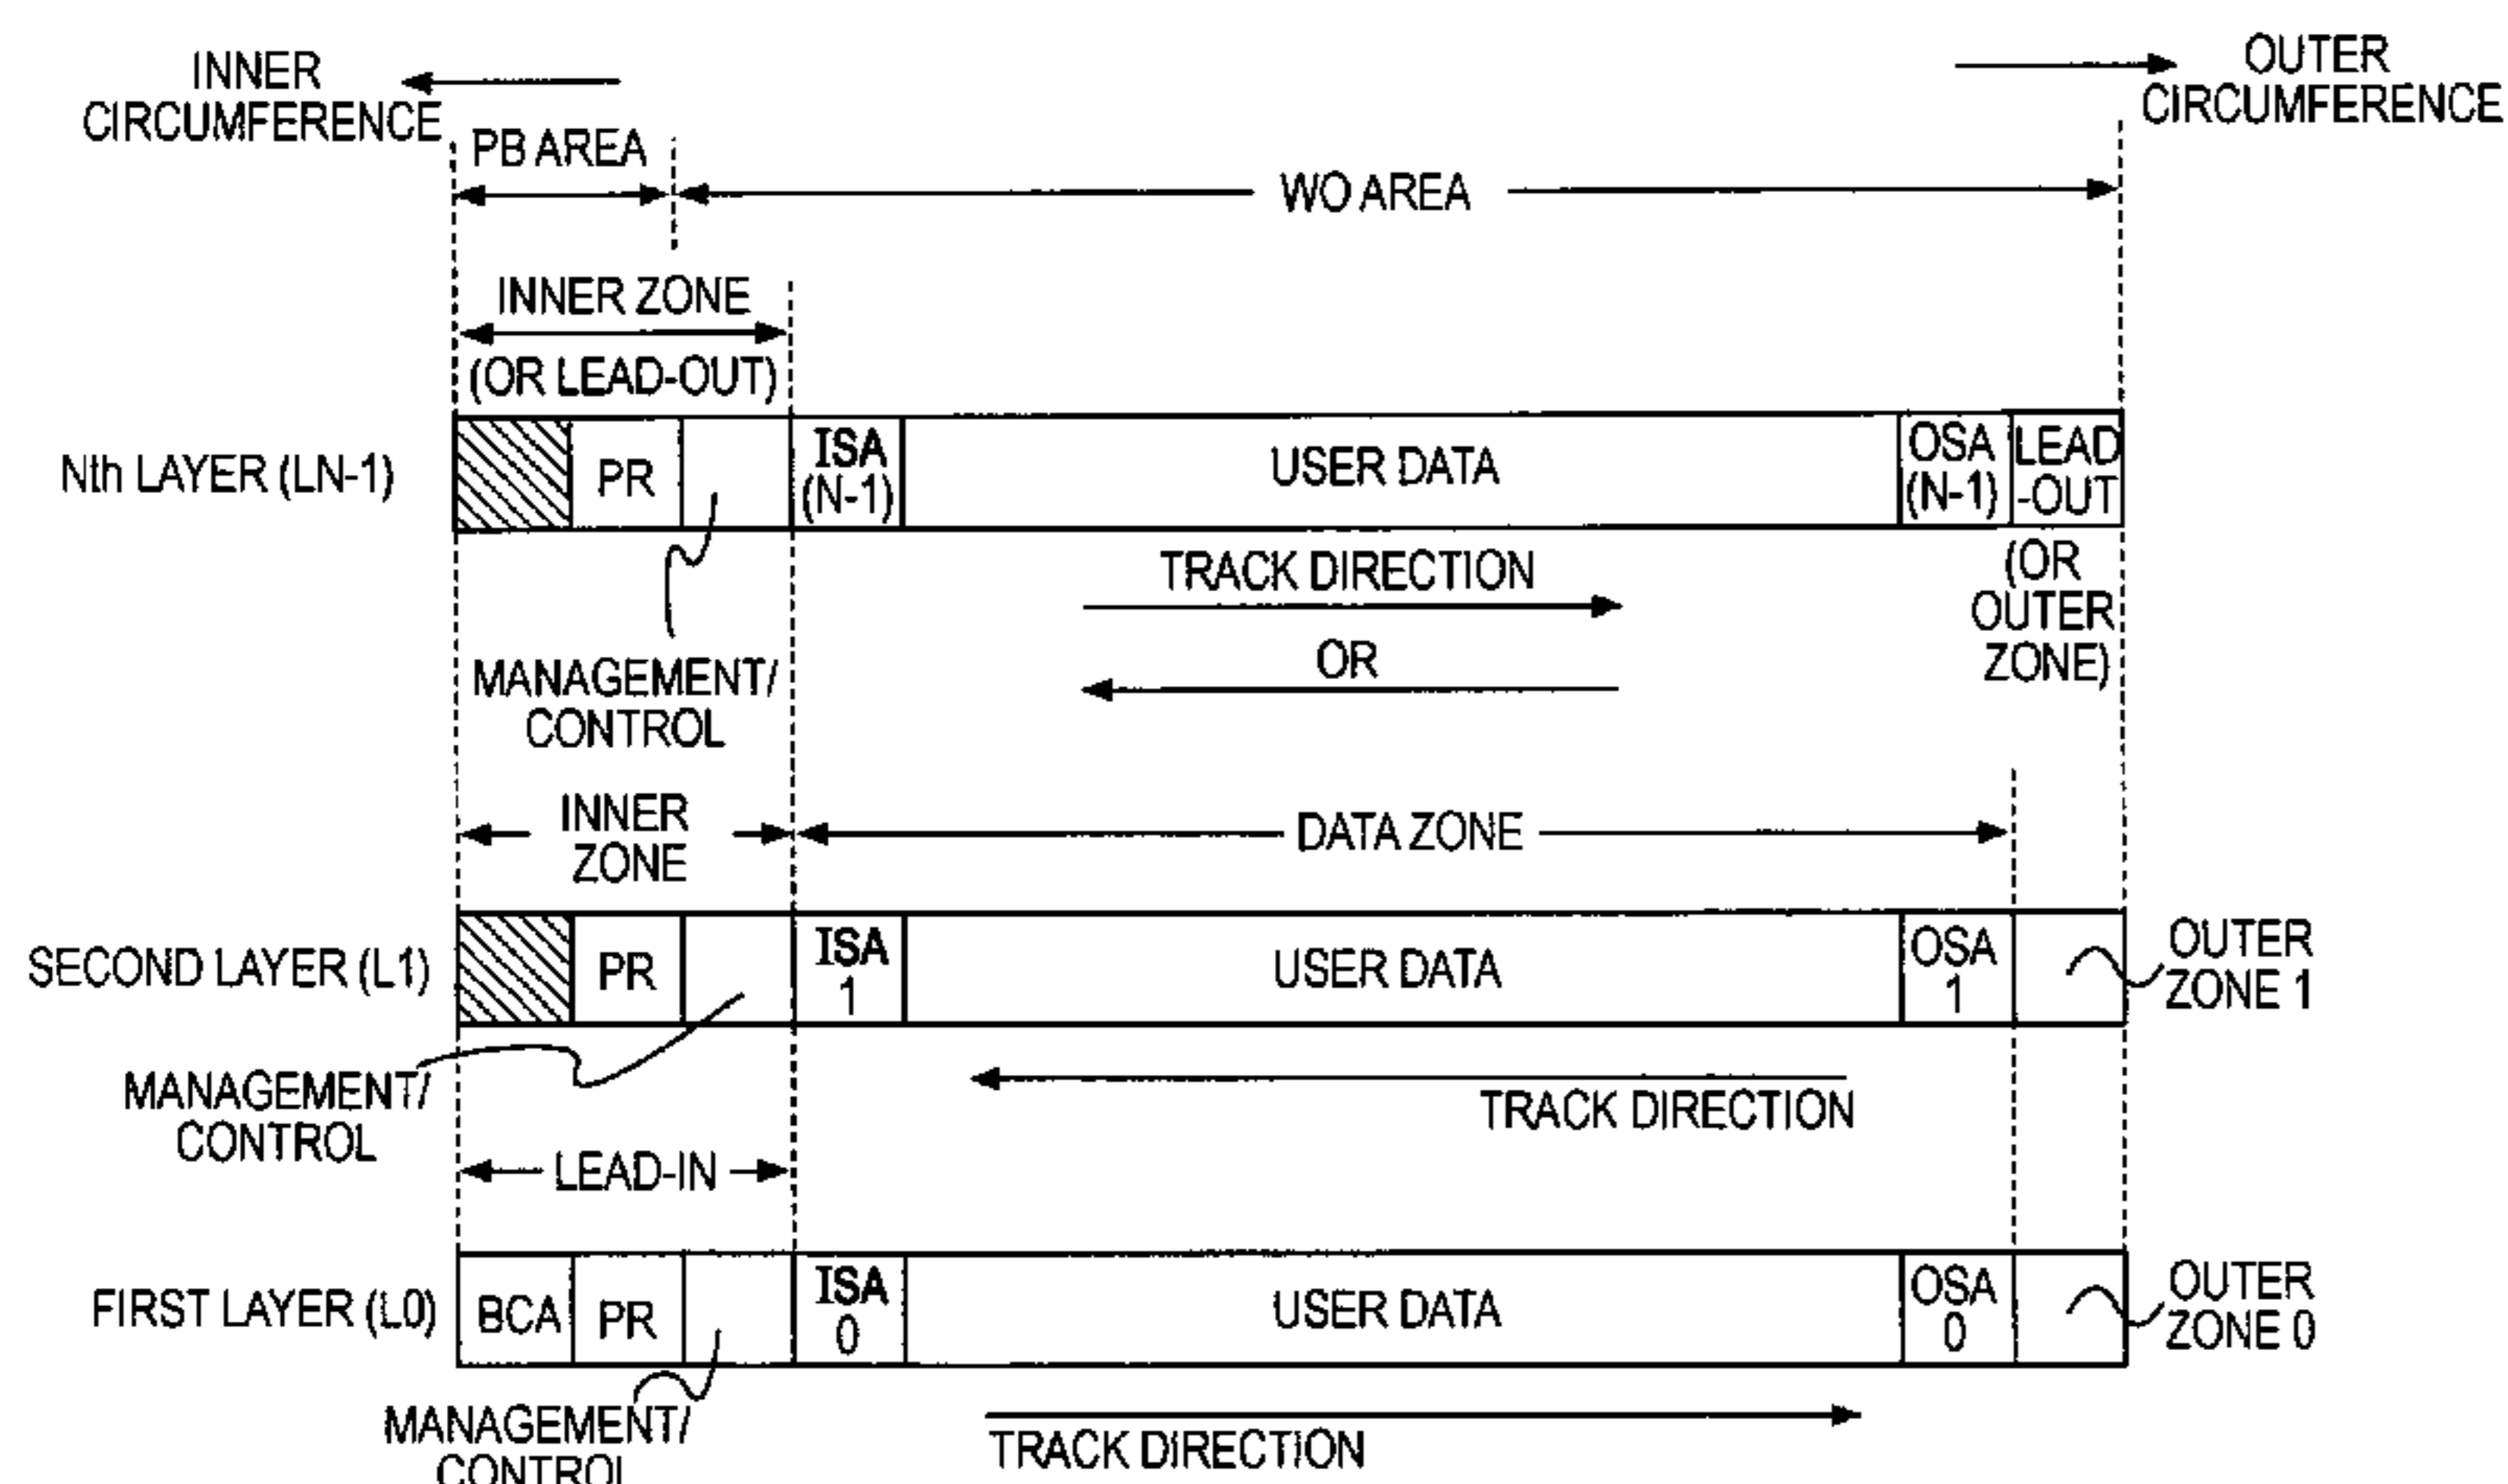 INNER
CIRCUMFERENCE
OUTER
CIRCUMFERENCE
PB AREA
WO AREA
INNER ZONE
(OR LEAD-OUT)
Nth LAYER (LN-1)
PR
ISA
(N-1)
USER DATA
OSA
(N-1)
LEAD
-OUT
TRACK DIRECTION
OR
(OR
OUTER
ZONE)
MANAGEMENT/
CONTROL
INNER
ZONE
DATA ZONE
SECOND LAYER (L1)
PR
ISA
1
USER DATA
OSA
1
OUTER
ZONE 1
MANAGEMENT/
CONTROL
TRACK DIRECTION
LEAD-IN
FIRST LAYER (L0)
BCA
PR
ISA
0
USER DATA
OSA
0
OUTER
ZONE 0
MANAGEMENT/
CONTROL
TRACK DIRECTION